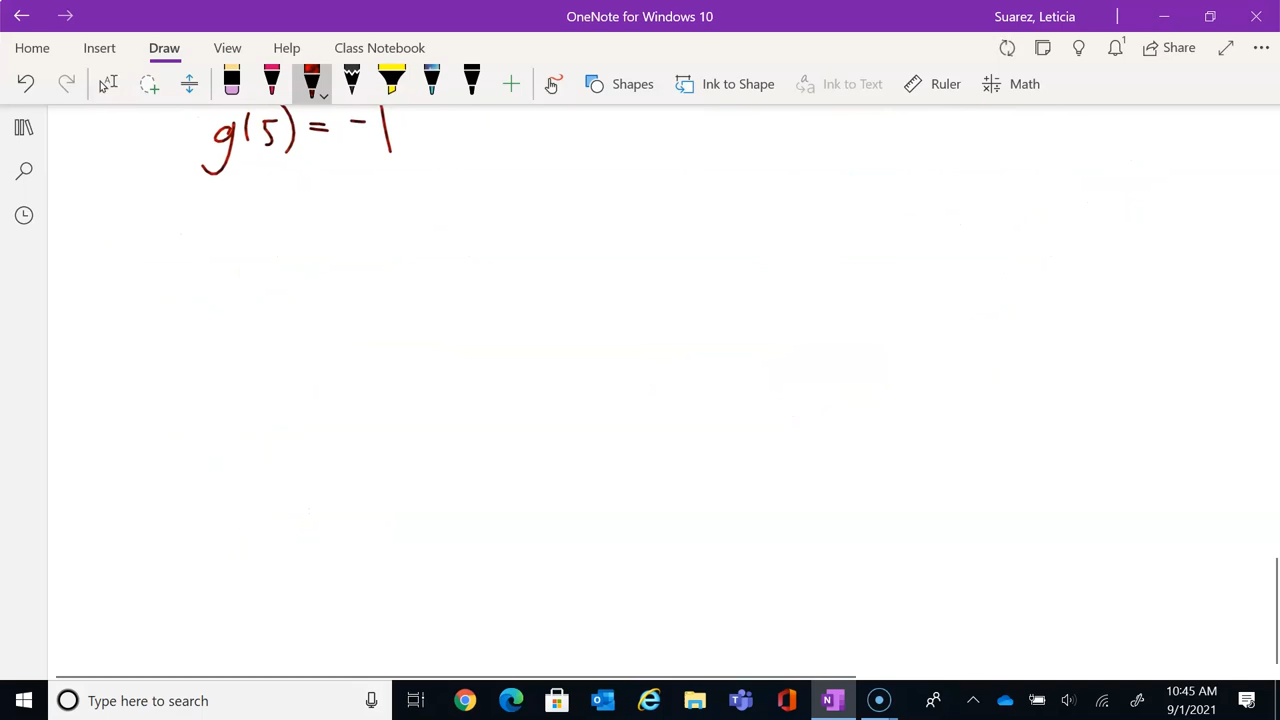 OneNote for Windows 10
Suarez, Leticia
Home Insert Draw View Help Class Notebook
1
Share
Shapes Ink to Shape Ink to Text Ruler Math
g(5) = -1
Type here to search
10:45 AM
9/1/2021